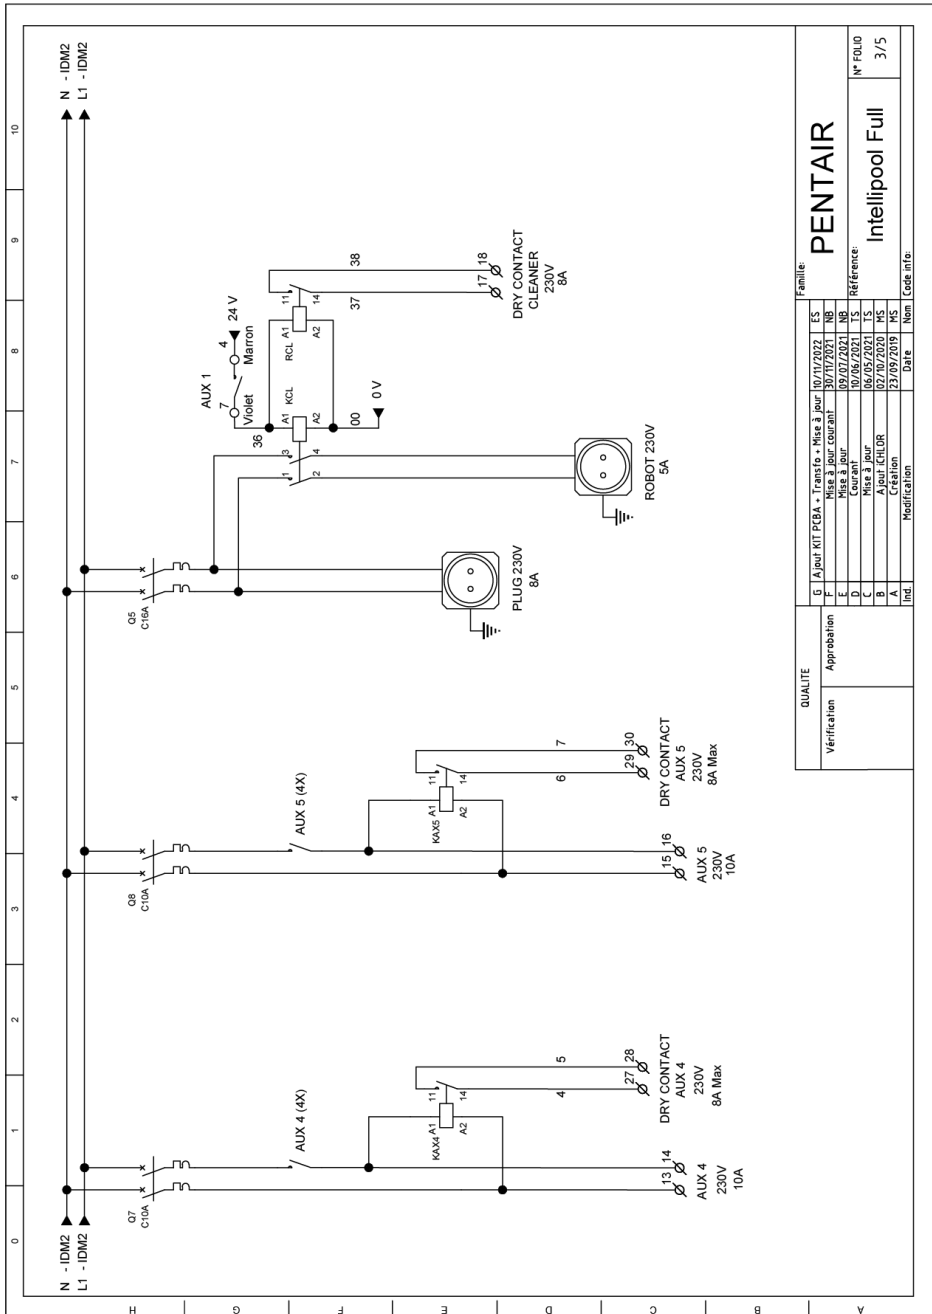 0
1
2
3
4
5
6
7
8
9
10
H
G
F
E
D
C
B
A
N - IDM2
L1 - IDM2
N - IDM2
L1 - IDM2
Q7
C10A
AUX 4 (4X)
KAX4
A1
A2
11
14
4
5
13
14
AUX 4
230V
10A
27
28
DRY CONTACT
AUX 4
230V
8A Max
Q8
C10A
AUX 5 (4X)
KAX5
A1
A2
11
14
6
7
15
16
AUX 5
230V
10A
29
30
DRY CONTACT
AUX 5
230V
8A Max
Q5
C16A
PLUG 230V
8A
1
2
3
4
ROBOT 230V
5A
AUX 1
7
4
24 V
Violet
Marron
36
KCL
A1
A2
00
0 V
RCL
A1
A2
11
14
37
38
17
18
DRY CONTACT
CLEANER
230V
8A
QUALITE
Vérification
Approbation
G Ajout KIT PCBA + Transfo + Mise à jour 10/11/2022 ES
F Mise à jour courant 30/11/2021 NB
E Mise à jour 09/07/2021 NB
D Courant 10/06/2021 TS
C Mise à jour 06/05/2021 TS
B Ajout iCHLOR 02/10/2020 MS
A Création 23/09/2019 MS
Ind. Modification Date Nom
Famille:
PENTAIR
Référence:
Intellipool Full
N° FOLIO
3/5
Code info: